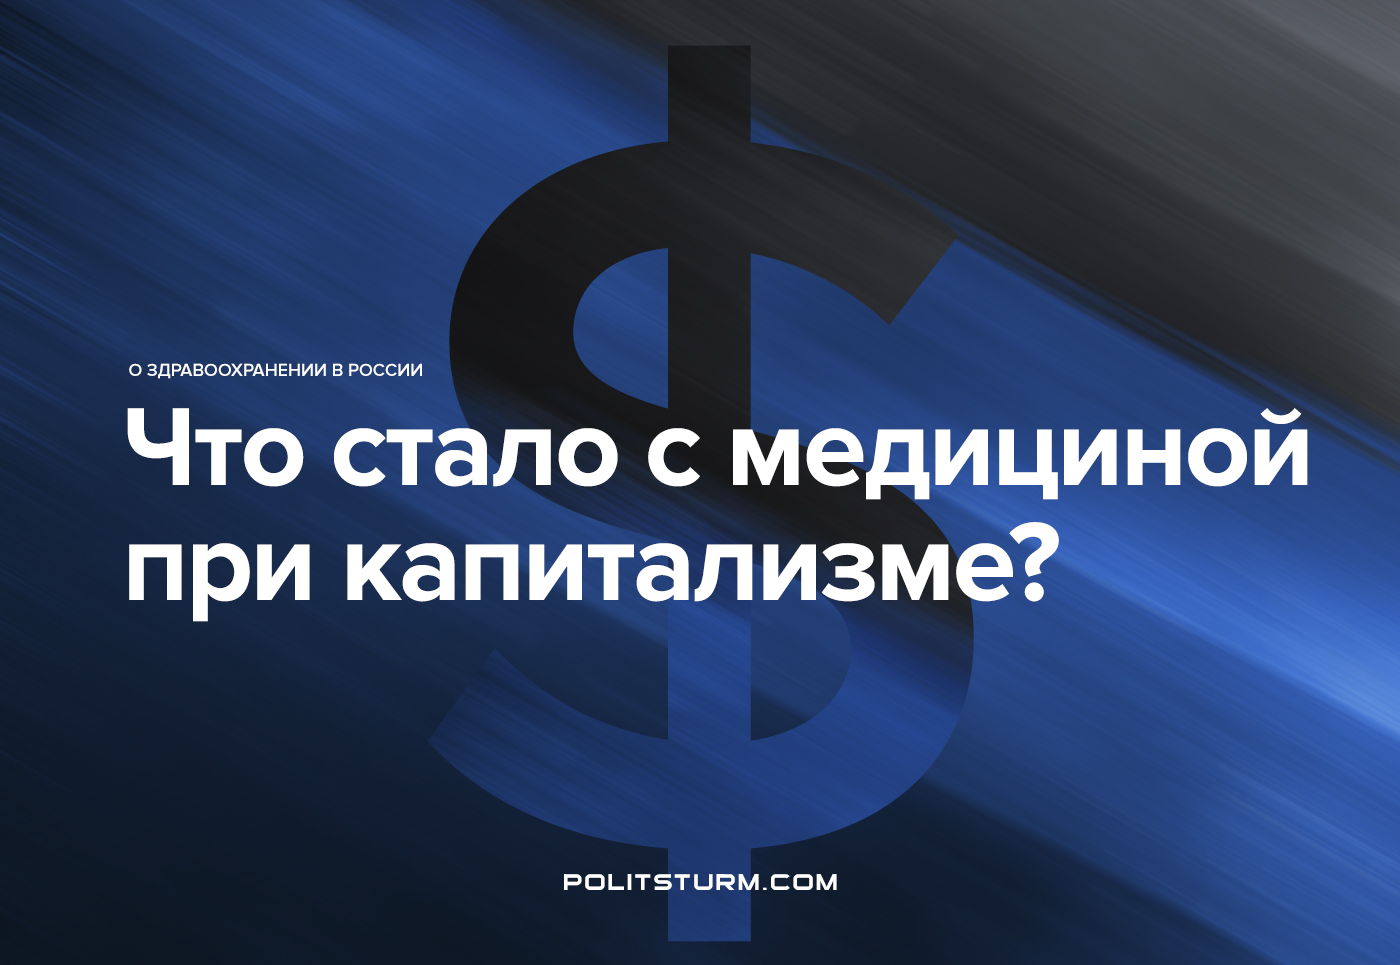 О ЗДРАВООХРАНЕНИИ В РОССИИ
Что стало с медициной
при капитализме?
POLITSTURM.COM